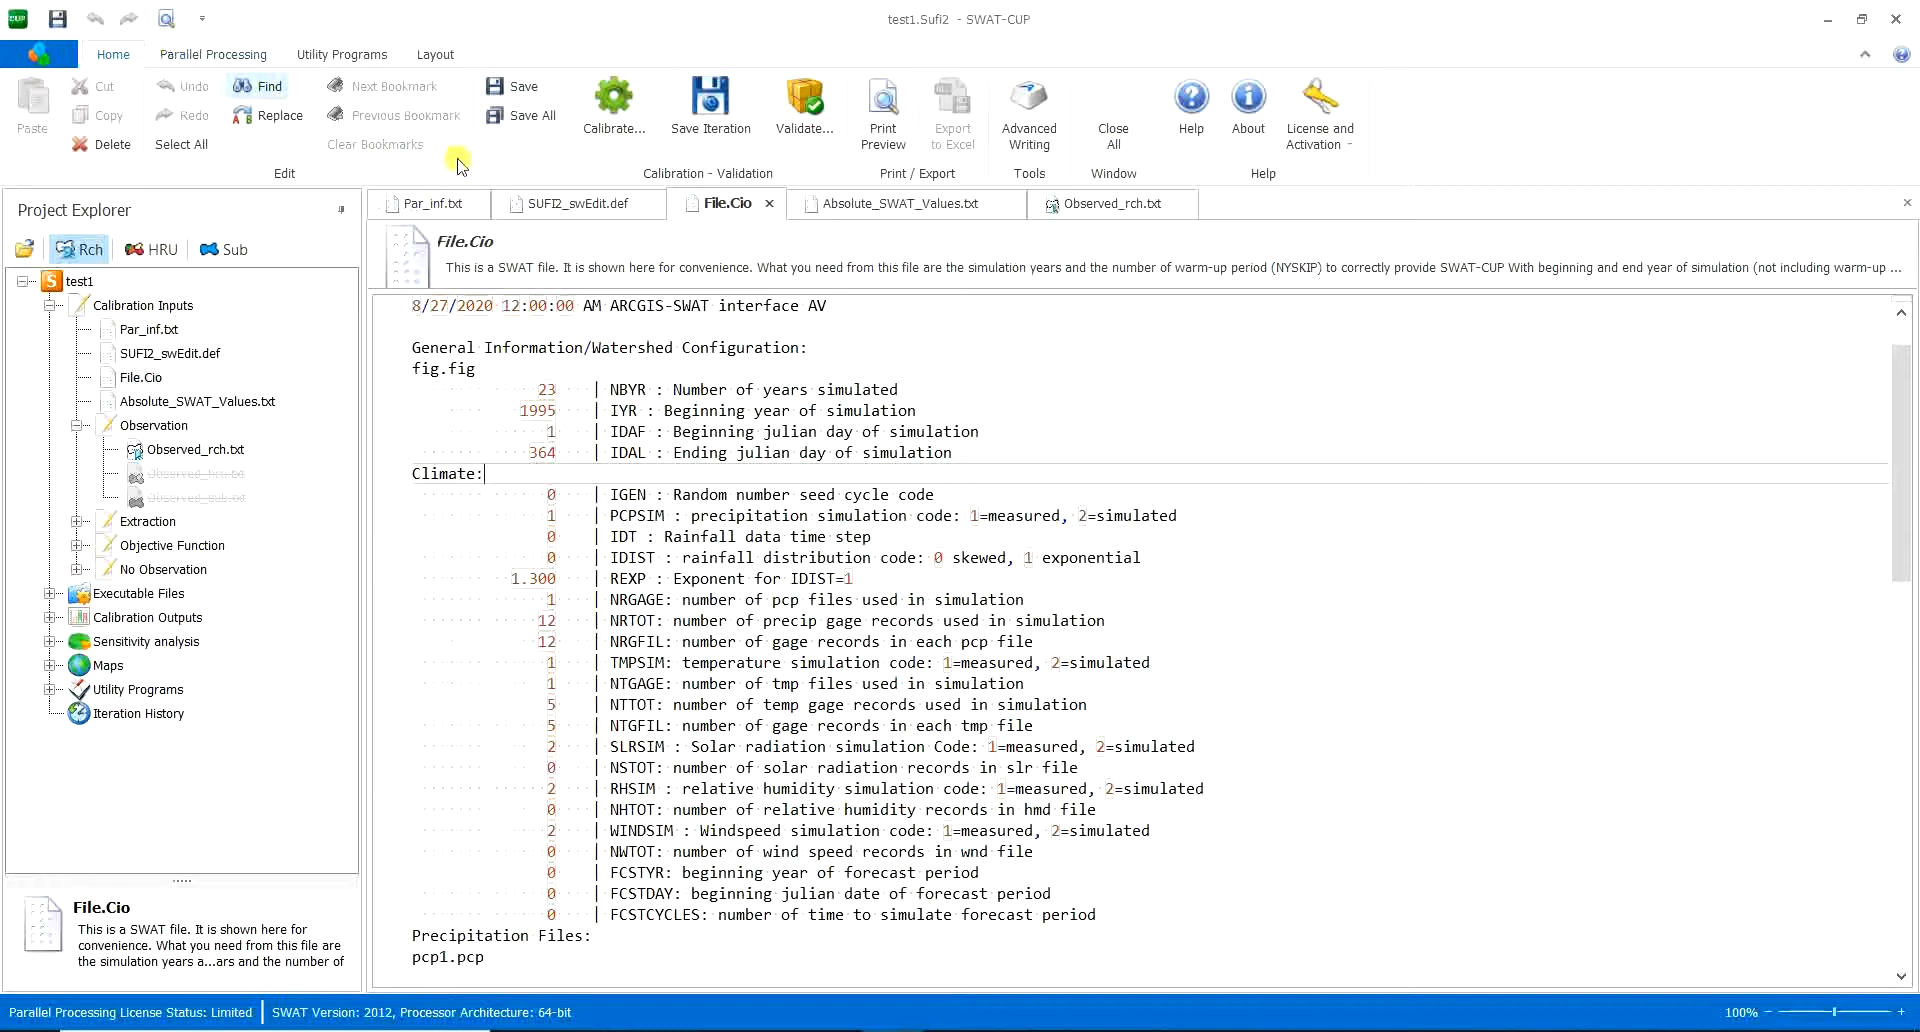 test1.Sufi2 - SWAT-CUP
Home Parallel Processing Utility Programs Layout
Paste
Cut
Copy
Delete
Undo
Redo
Select All
Find
Replace
Next Bookmark
Previous Bookmark
Clear Bookmarks
Edit
Save
Save All
Calibrate...
Save Iteration
Validate...
Calibration - Validation
Print
Preview
Export
to Excel
Print / Export
Advanced
Writing
Tools
Close
All
Window
Help
About
License and
Activation
Help
Project Explorer
Rch HRU Sub
test1
Calibration Inputs
Par_inf.txt
SUFI2_swEdit.def
File.Cio
Absolute_SWAT_Values.txt
Observation
Observed_rch.txt
Observed_hru.txt
Observed_sub.txt
Extraction
Objective Function
No Observation
Executable Files
Calibration Outputs
Sensitivity analysis
Maps
Utility Programs
Iteration History
File.Cio
This is a SWAT file. It is shown here for
convenience. What you need from this file are
the simulation years a...ars and the number of
Par_inf.txt SUFI2_swEdit.def File.Cio Absolute_SWAT_Values.txt Observed_rch.txt
File.Cio
This is a SWAT file. It is shown here for convenience. What you need from this file are the simulation years and the number of warm-up period (NYSKIP) to correctly provide SWAT-CUP With beginning and end year of simulation (not including warm-up ...
8/27/2020 12:00:00 AM ARCGIS-SWAT interface AV
General Information/Watershed Configuration:
fig.fig
23 | NBYR : Number of years simulated
1995 | IYR : Beginning year of simulation
1 | IDAF : Beginning julian day of simulation
364 | IDAL : Ending julian day of simulation
Climate:
0 | IGEN : Random number seed cycle code
1 | PCPSIM : precipitation simulation code: 1=measured, 2=simulated
0 | IDT : Rainfall data time step
0 | IDIST : rainfall distribution code: 0 skewed, 1 exponential
1.300 | REXP : Exponent for IDIST=1
1 | NRGAGE: number of pcp files used in simulation
12 | NRTOT: number of precip gage records used in simulation
12 | NRGFIL: number of gage records in each pcp file
1 | TMPSIM: temperature simulation code: 1=measured, 2=simulated
1 | NTGAGE: number of tmp files used in simulation
5 | NTTOT: number of temp gage records used in simulation
5 | NTGFIL: number of gage records in each tmp file
2 | SLRSIM : Solar radiation simulation Code: 1=measured, 2=simulated
0 | NSTOT: number of solar radiation records in slr file
2 | RHSIM : relative humidity simulation code: 1=measured, 2=simulated
0 | NHTOT: number of relative humidity records in hmd file
2 | WINDSIM : Windspeed simulation code: 1=measured, 2=simulated
0 | NWTOT: number of wind speed records in wnd file
0 | FCSTYR: beginning year of forecast period
0 | FCSTDAY: beginning julian date of forecast period
0 | FCSTCYCLES: number of time to simulate forecast period
Precipitation Files:
pcp1.pcp
Parallel Processing License Status: Limited | SWAT Version: 2012, Processor Architecture: 64-bit
100%